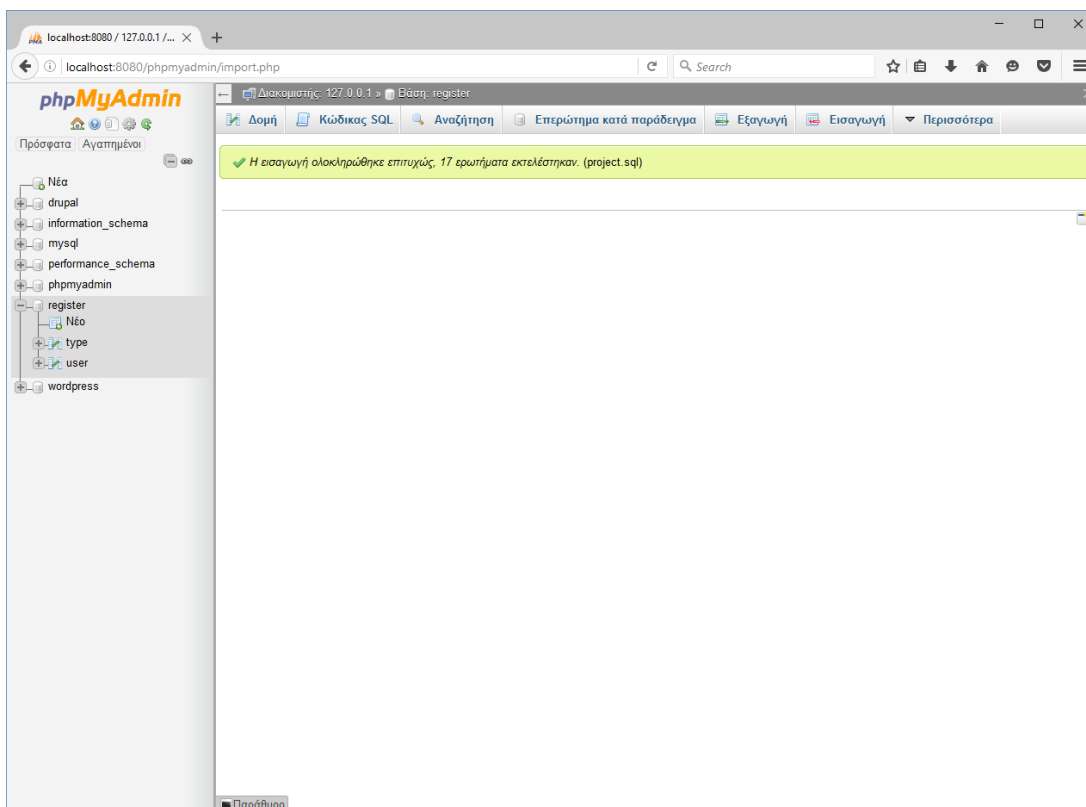 localhost:8080 / 127.0.0.1 /...
localhost:8080/phpmyadmin/import.php
Search
phpMyAdmin
Πρόσφατα Αγαπημένοι
Νέα
drupal
information_schema
mysql
performance_schema
phpmyadmin
register
Νέο
type
user
wordpress
Διακομιστής: 127.0.0.1 » Βάση: register
Δομή Κώδικας SQL Αναζήτηση Επερώτημα κατά παράδειγμα Εξαγωγή Εισαγωγή Περισσότερα
Η εισαγωγή ολοκληρώθηκε επιτυχώς, 17 ερωτήματα εκτελέστηκαν. (project.sql)
Παράθυρο